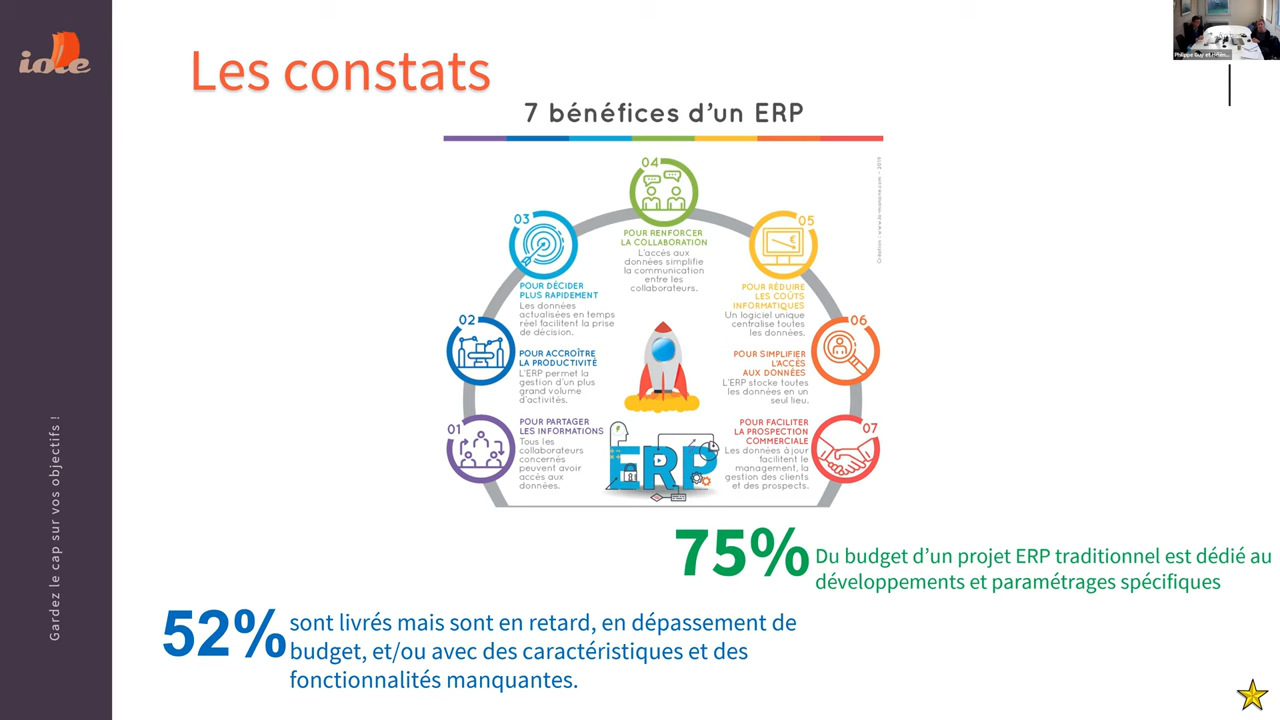 iole
Gardez le cap sur vos objectifs !
Les constats
7 bénéfices d'un ERP
04
POUR RENFORCER
LA COLLABORATION
L'accès aux
données simplifie
la communication
entre les
collaborateurs.
03
POUR DÉCIDER
PLUS RAPIDEMENT
Les données
actualisées en temps
réel facilitent la prise
de décision.
05
POUR RÉDUIRE
LES COÛTS
INFORMATIQUES
Un logiciel unique
centralise toutes
les données.
02
POUR ACCROÎTRE
LA PRODUCTIVITÉ
L'ERP permet la
gestion d'un plus
grand volume
d'activités.
06
POUR SIMPLIFIER
L'ACCÈS
AUX DONNÉES
L'ERP stocke toutes
les données en un
seul lieu.
01
POUR PARTAGER
LES INFORMATIONS
Tous les
collaborateurs
concernés
peuvent avoir
accès aux
données.
07
POUR FACILITER
LA PROSPECTION
COMMERCIALE
Les données à jour
facilitent le
management, la
gestion des clients
et des prospects.
ERP
75%
Du budget d'un projet ERP traditionnel est dédié au
développements et paramétrages spécifiques
52%
sont livrés mais sont en retard, en dépassement de
budget, et/ou avec des caractéristiques et des
fonctionnalités manquantes.